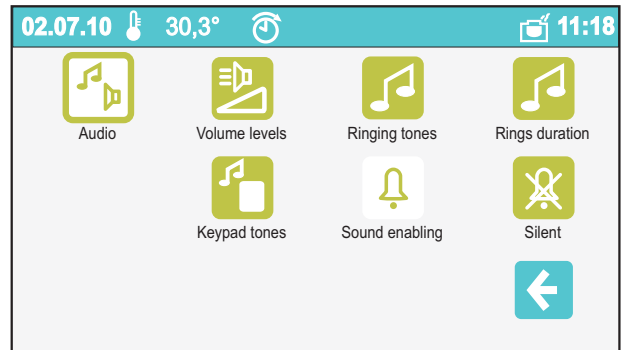 02.07.10 30,3° 11:18
Audio Volume levels Ringing tones Rings duration
Keypad tones Sound enabling Silent